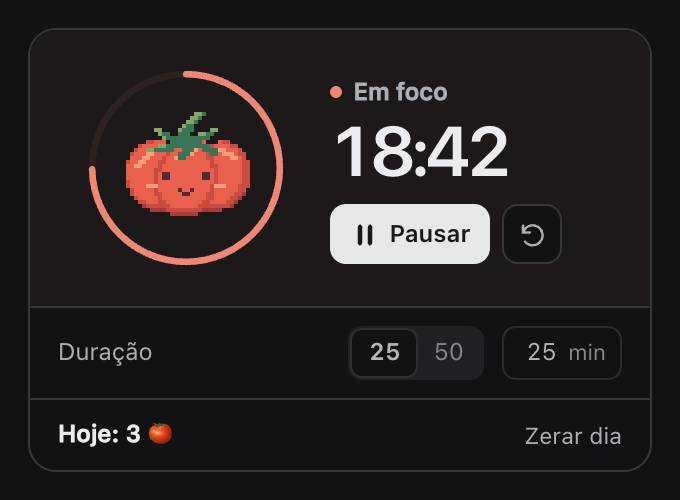 Em foco
18:42
Pausar
Duração
25 50 25 min
Hoje: 3 🍅
Zerar dia